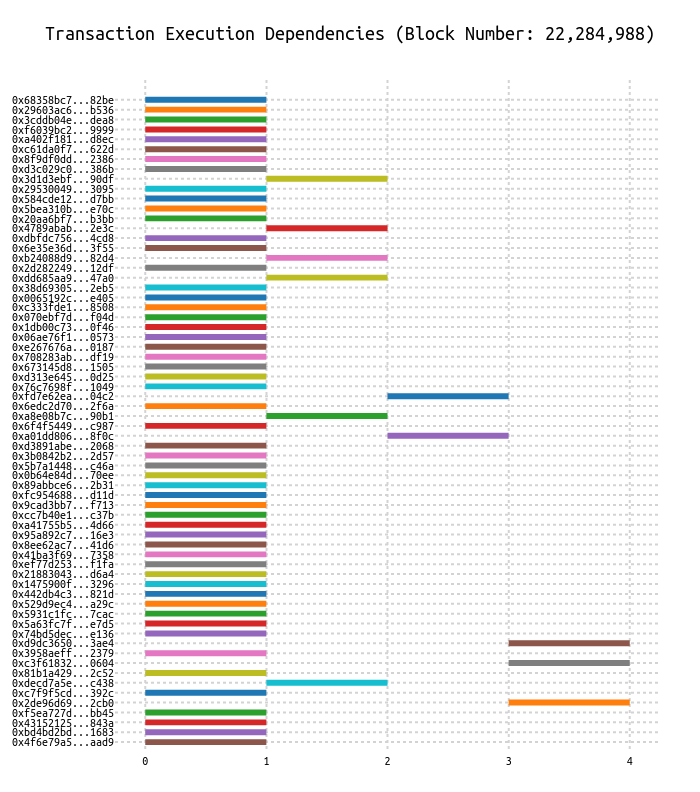 Transaction Execution Dependencies (Block Number: 22,284,988)
0x68358bc7...82be
0x29603ac6...b536
0x3cddb04e...dea8
0xf6039bc2...9999
0xa402f181...d8ec
0xc61da0f7...622d
0x8f9df0dd...2386
0xd3c029c0...386b
0x3d1d3ebf...90df
0x29530049...3095
0x584cde12...d7bb
0x5bea310b...e70c
0x20aa6bf7...b3bb
0x4789abab...2e3c
0xdbfdc756...4cd8
0x6e35e36d...3f55
0xb24088d9...82d4
0x2d282249...12df
0xdd685aa9...47a0
0x38d69305...2eb5
0x0065192c...e405
0xc333fde1...8508
0x070ebf7d...f04d
0x1db00c73...0f46
0x06ae76f1...0573
0xe267676a...0187
0x708283ab...df19
0x673145d8...1505
0xd313e645...0d25
0x76c7698f...1049
0xfd7e62ea...04c2
0x6edc2d70...2f6a
0xa8e08b7c...90b1
0x6f4f5449...c987
0xa01dd806...8f0c
0xd3891abe...2068
0x3b0842b2...2d57
0x5b7a1448...c46a
0x0b64e84d...70ee
0x89abbce6...2b31
0xfc954688...d11d
0x9cad3bb7...f713
0xcc7b40e1...c37b
0xa41755b5...4d66
0x95a892c7...16e3
0x8ee62ac7...41d6
0x41ba3f69...7358
0xef77d253...f1fa
0x21883043...d6a4
0x1475900f...3296
0x442db4c3...821d
0x529d9ec4...a29c
0x5931c1fc...7cac
0x5a63fc7f...e7d5
0x74bd5dec...e136
0xd9dc3650...3ae4
0x3958aeff...2379
0xc3f61832...0604
0x81b1a429...2c52
0xdecd7a5e...c438
0xc7f9f5cd...392c
0x2de96d69...2cb0
0xf5ea727d...bb45
0x43152125...843a
0xbd4bd2bd...1683
0x4f6e79a5...aad9
0 1 2 3 4